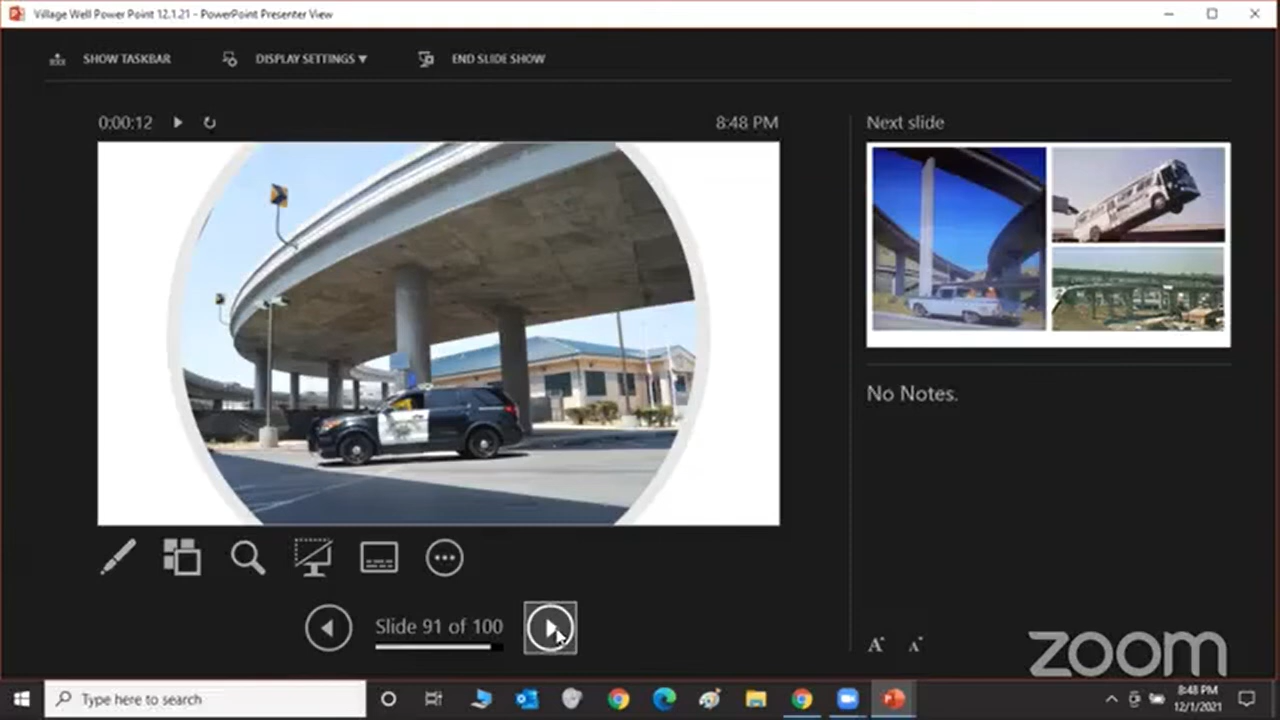 Village Well Power Point 12.1.21 - PowerPoint Presenter View
SHOW TASKBAR
DISPLAY SETTINGS ▼
END SLIDE SHOW
0:00:12
8:48 PM
Next slide
No Notes.
Slide 91 of 100
A A
zoom
Type here to search
8:48 PM
12/1/2021